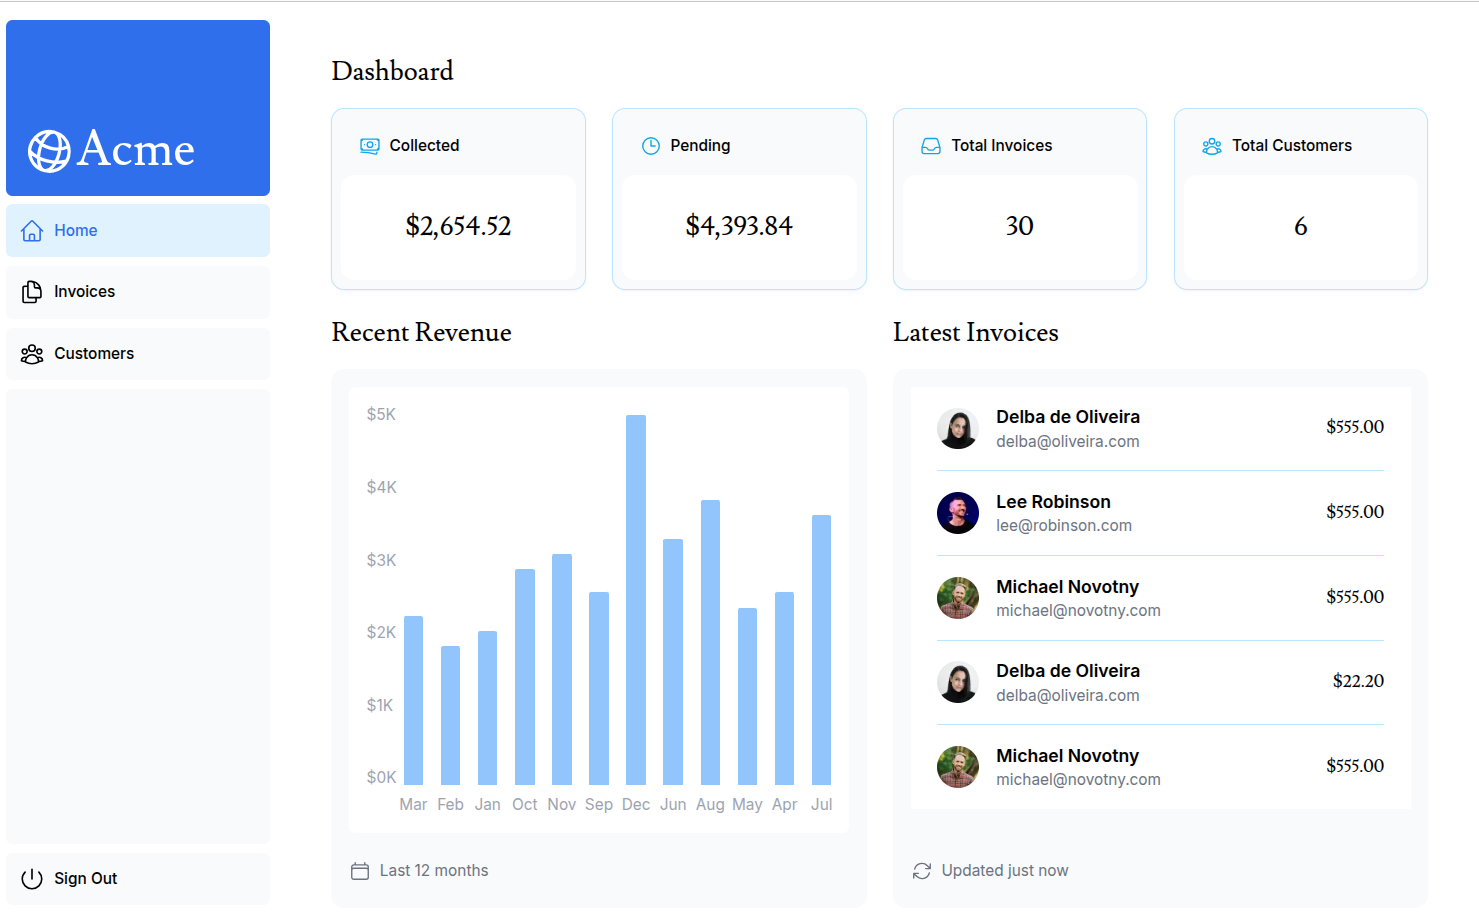 Acme
Home
Invoices
Customers
Sign Out
Dashboard
Collected
$2,654.52
Pending
$4,393.84
Total Invoices
30
Total Customers
6
Recent Revenue
$5K
$4K
$3K
$2K
$1K
$0K
Mar Feb Jan Oct Nov Sep Dec Jun Aug May Apr Jul
Last 12 months
Latest Invoices
Delba de Oliveira
delba@oliveira.com
$555.00
Lee Robinson
lee@robinson.com
$555.00
Michael Novotny
michael@novotny.com
$555.00
Delba de Oliveira
delba@oliveira.com
$22.20
Michael Novotny
michael@novotny.com
$555.00
Updated just now